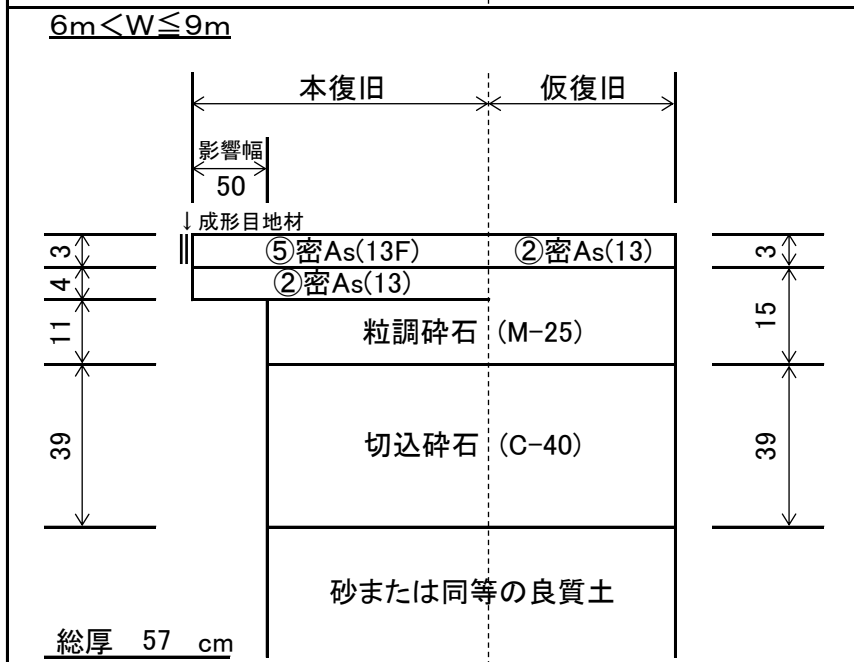 6m<W≦9m
本復旧 仮復旧
影響幅
50
↓成形目地材
3 ⑤密As(13F) ②密As(13) 3
4 ②密As(13)
11 粒調砕石 (M-25) 15
39 切込砕石 (C-40) 39
砂または同等の良質土
総厚 57 cm